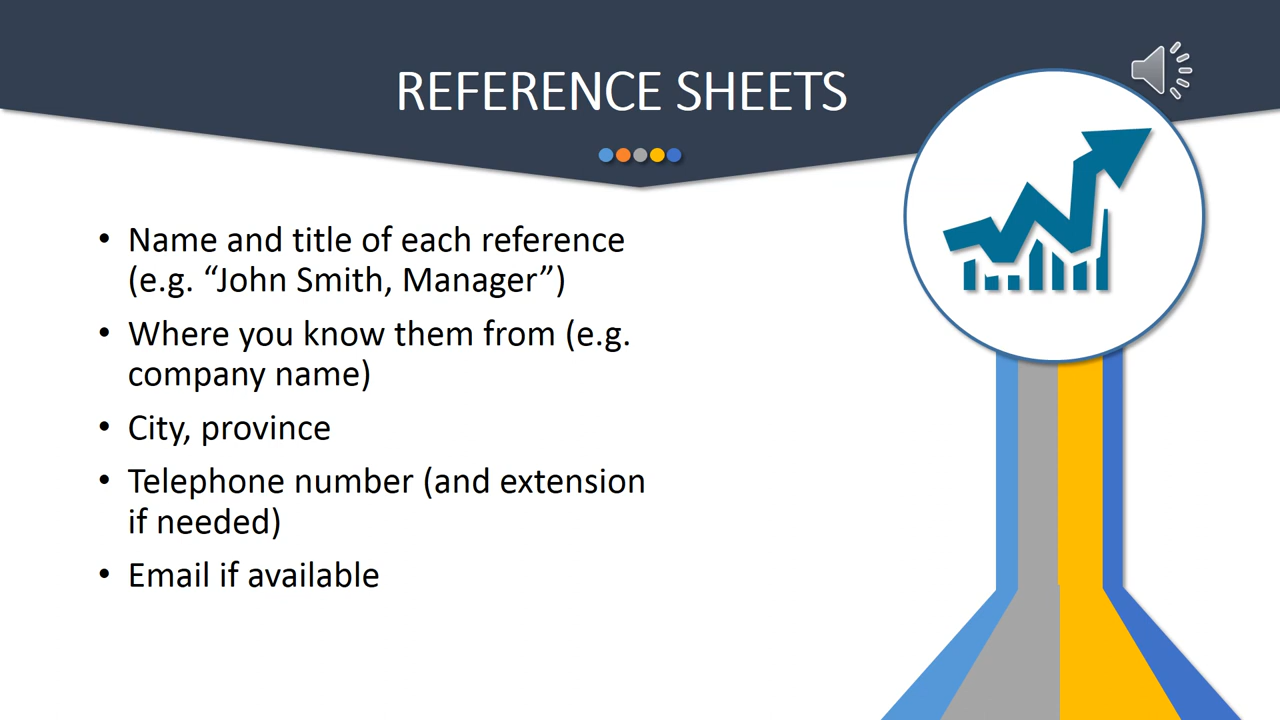 REFERENCE SHEETS
• Name and title of each reference
(e.g. “John Smith, Manager”)
• Where you know them from (e.g.
company name)
• City, province
• Telephone number (and extension
if needed)
• Email if available